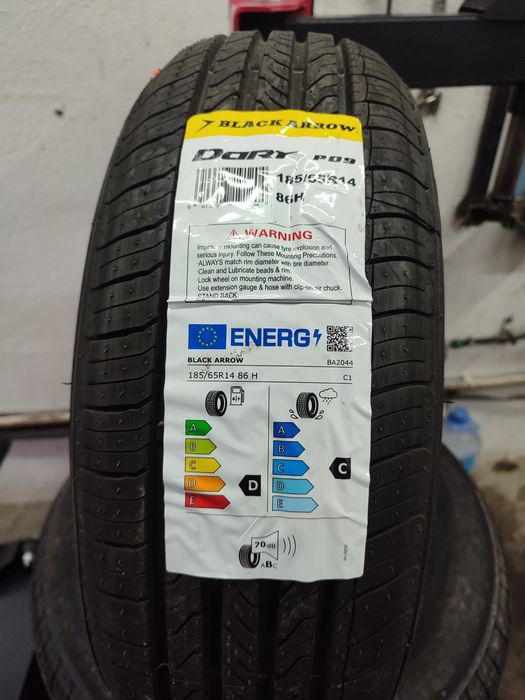 BLACK ARROW
DART P09
185/65R14
86H
WARNING
Improper mounting can cause tyre explosion and
serious injury. Follow These Mounting Precautions.
ALWAYS match rim diameter with tire diameter.
Clean and Lubricate beads & rim.
Lock wheel on mounting machine.
Use extension gauge & hose with clip-on air chuck.
STAND BACK
ENERG
BLACK ARROW BA2044
185/65R14 86 H C1
A A
B B
C C C
D D D
E E
70 dB
ABC